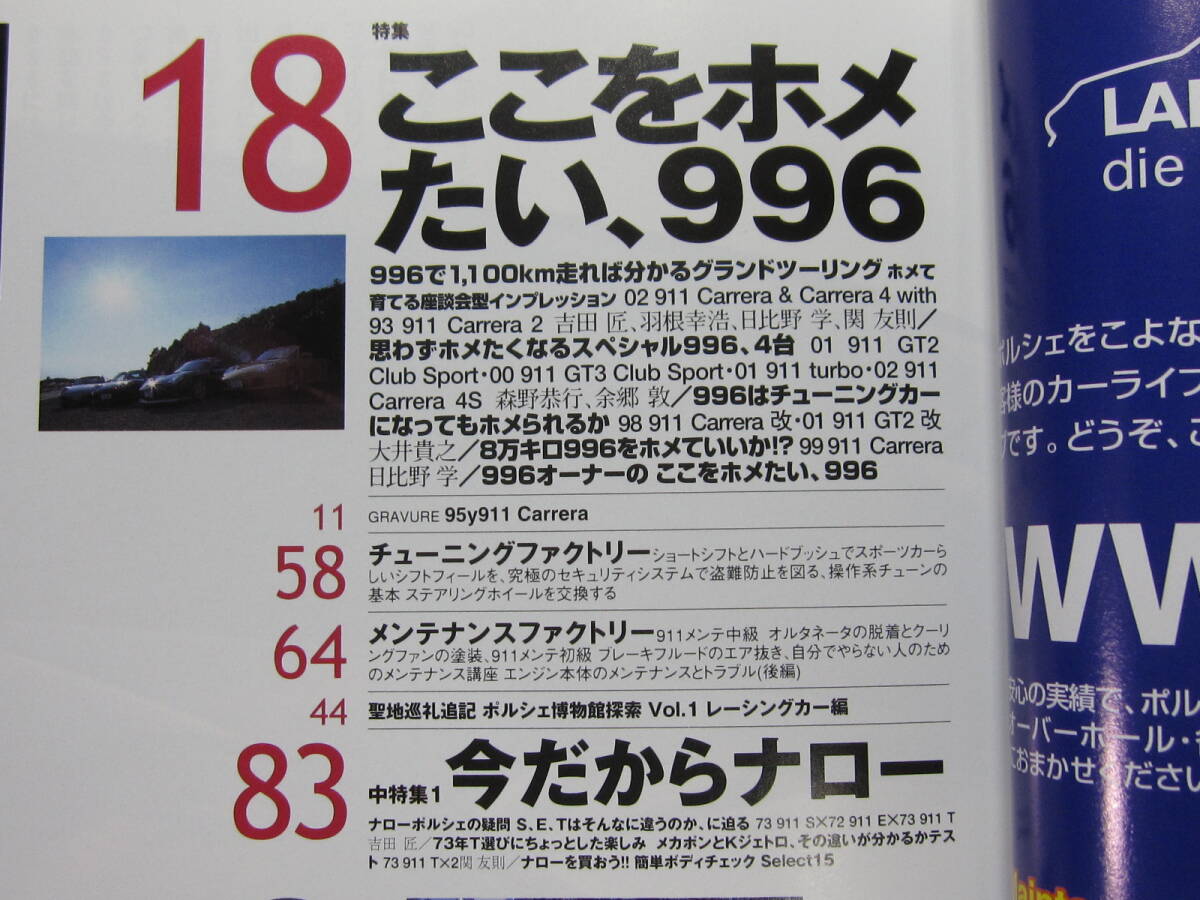 特集
18
ここをホメ
たい、996
996で1,100km走れば分かるグランドツーリング ホメて
育てる座談会型インプレッション 02 911 Carrera & Carrera 4 with
93 911 Carrera 2 吉田 匠、羽根幸浩、日比野 学、関 友則／
思わずホメたくなるスペシャル996、4台 01 911 GT2
Club Sport・00 911 GT3 Club Sport・01 911 turbo・02 911
Carrera 4S 森野恭行、余郷 敦／996はチューニングカー
になってもホメられるか 98 911 Carrera 改・01 911 GT2 改
大井貴之／8万キロ996をホメていいか!? 99 911 Carrera
日比野 学／996オーナーの ここをホメたい、996
11 GRAVURE 95y911 Carrera
58 チューニングファクトリー ショートシフトとハードブッシュでスポーツカーら
しいシフトフィールを、究極のセキュリティシステムで盗難防止を図る、操作系チューンの
基本 ステアリングホイールを交換する
64 メンテナンスファクトリー 911メンテ中級 オルタネータの脱着とクーリ
ングファンの塗装、911メンテ初級 ブレーキフルードのエア抜き、自分でやらない人のため
のメンテナンス講座 エンジン本体のメンテナンスとトラブル(後編)
44 聖地巡礼追記 ポルシェ博物館探索 Vol.1 レーシングカー編
83 中特集1 今だからナロー
ナローポルシェの疑問 S、E、Tはそんなに違うのか、に迫る 73 911 S×72 911 E×73 911 T
吉田 匠／73年T選びにちょっとした楽しみ メカポンとKジェトロ、その違いが分かるかテス
ト 73 911 T×2関 友則／ナローを買おう!! 簡単ボディチェック Select15
LA
die
ポルシェをこよな
客様のカーライフ
です。どうぞ、こ
ww
安心の実績で、ポル
オーバーホール・
におまかせください